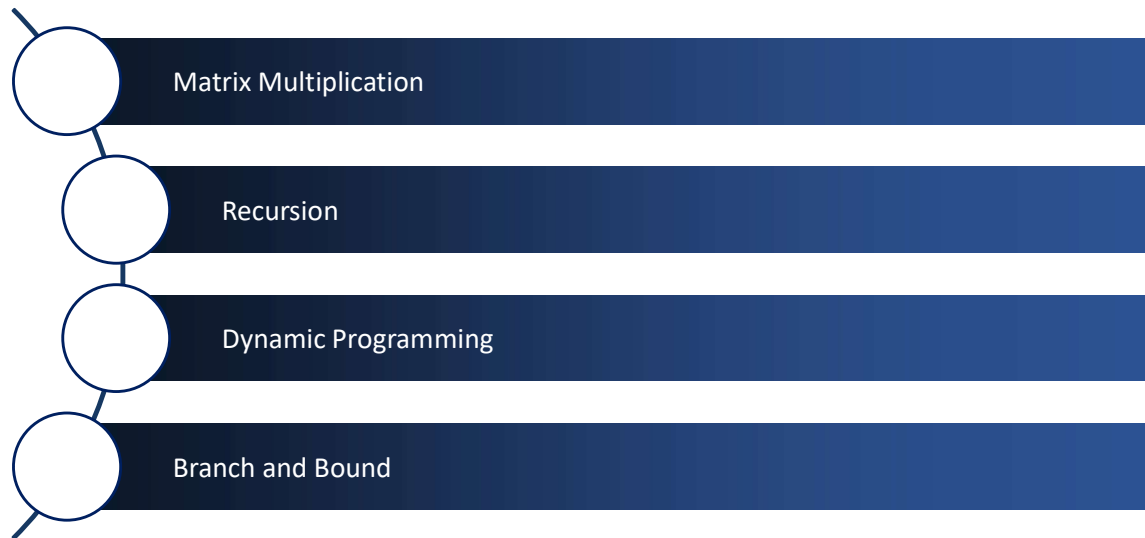 Matrix Multiplication
Recursion
Dynamic Programming
Branch and Bound